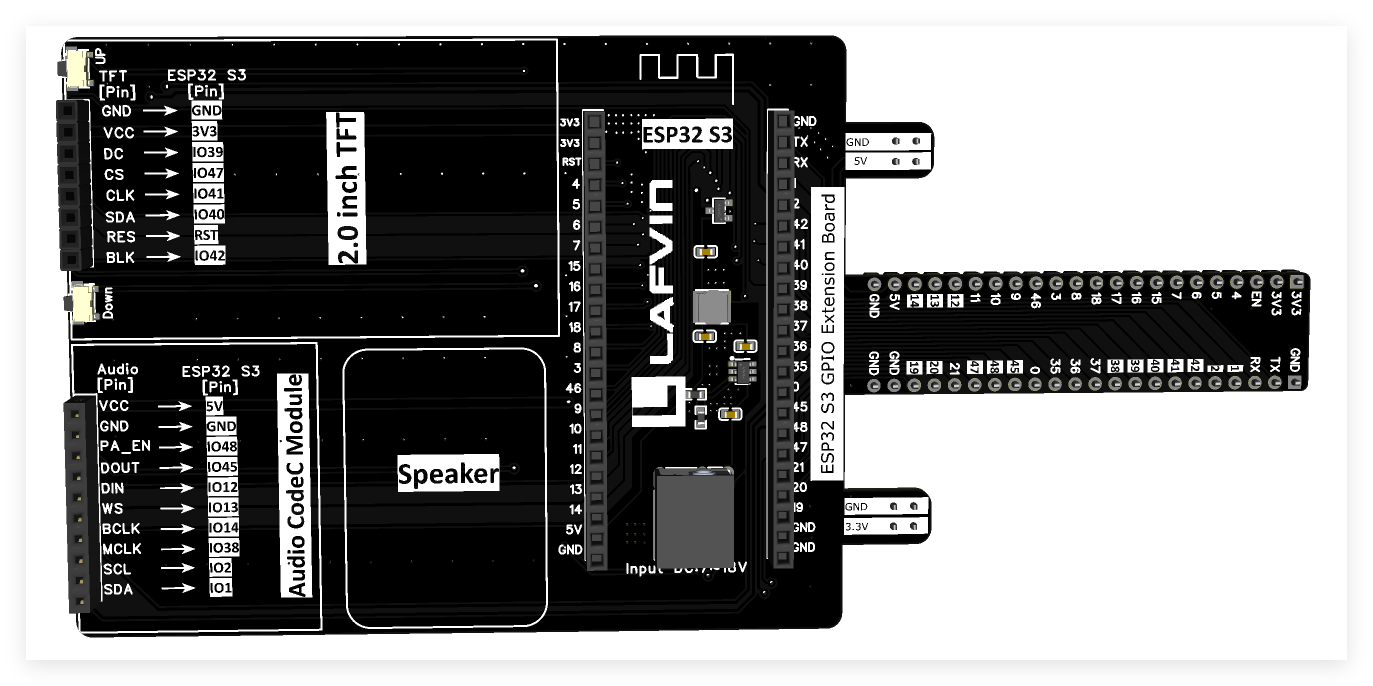 UP
TFT ESP32 S3
[Pin] [Pin]
GND GND
VCC 3V3
DC IO39
CS IO47
CLK IO41
SDA IO40
RES RST
BLK IO42
Down
2.0 inch TFT
Audio ESP32 S3
[Pin] [Pin]
VCC 5V
GND GND
PA_EN IO48
DOUT IO45
DIN IO12
WS IO13
BCLK IO14
MCLK IO38
SCL IO2
SDA IO1
Audio CodeC Module
Speaker
3V3
3V3
RST
4
5
6
7
15
16
17
18
8
3
46
9
10
11
12
13
14
5V
GND
ESP32 S3
LAFVIN
Input DC:7~18V
GND
TX
RX
1
2
42
41
40
39
38
37
36
35
0
45
48
47
21
20
19
GND
GND
ESP32 S3 GPIO Extension Board
GND
5V
GND 5V 14 13 12 11 10 9 46 3 8 18 17 16 15 7 6 5 4 EN 3V3 3V3
GND GND 19 20 21 47 48 45 0 35 36 37 38 39 40 41 42 2 1 RX TX GND
GND
3.3V